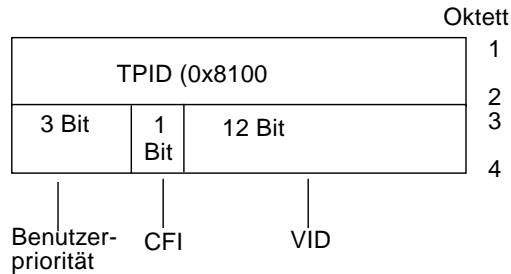 Oktett
1
TPID (0x8100
2
3 Bit 1 Bit 12 Bit 3
4
Benutzer-
priorität
CFI
VID